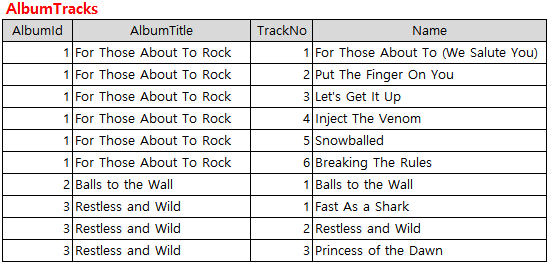 AlbumTracks
AlbumId AlbumTitle TrackNo Name
1 For Those About To Rock 1 For Those About To (We Salute You)
1 For Those About To Rock 2 Put The Finger On You
1 For Those About To Rock 3 Let's Get It Up
1 For Those About To Rock 4 Inject The Venom
1 For Those About To Rock 5 Snowballed
1 For Those About To Rock 6 Breaking The Rules
2 Balls to the Wall 1 Balls to the Wall
3 Restless and Wild 1 Fast As a Shark
3 Restless and Wild 2 Restless and Wild
3 Restless and Wild 3 Princess of the Dawn